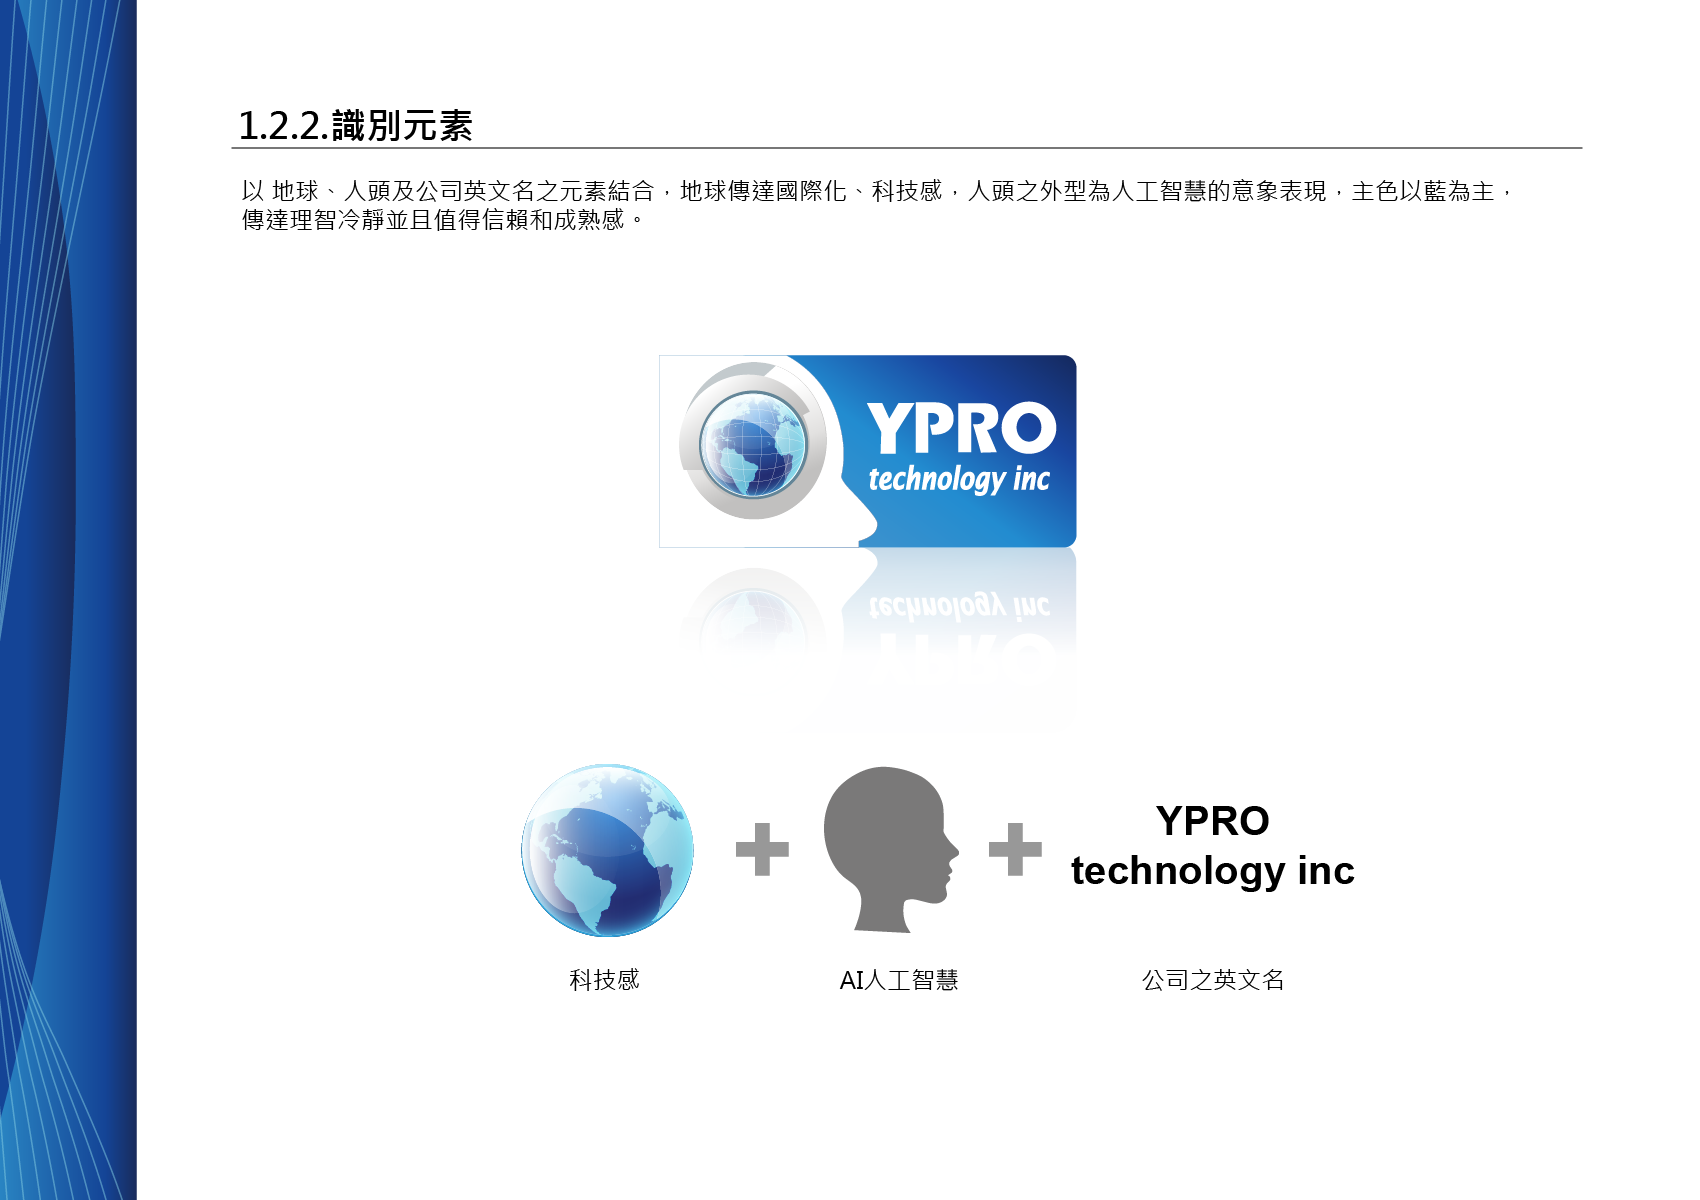 1.2.2.識別元素
以 地球、人頭及公司英文名之元素結合，地球傳達國際化、科技感，人頭之外型為人工智慧的意象表現，主色以藍為主，
傳達理智冷靜並且值得信賴和成熟感。
YPRO
technology inc
technology inc
YPRO
YPRO
technology inc
科技感
AI人工智慧
公司之英文名